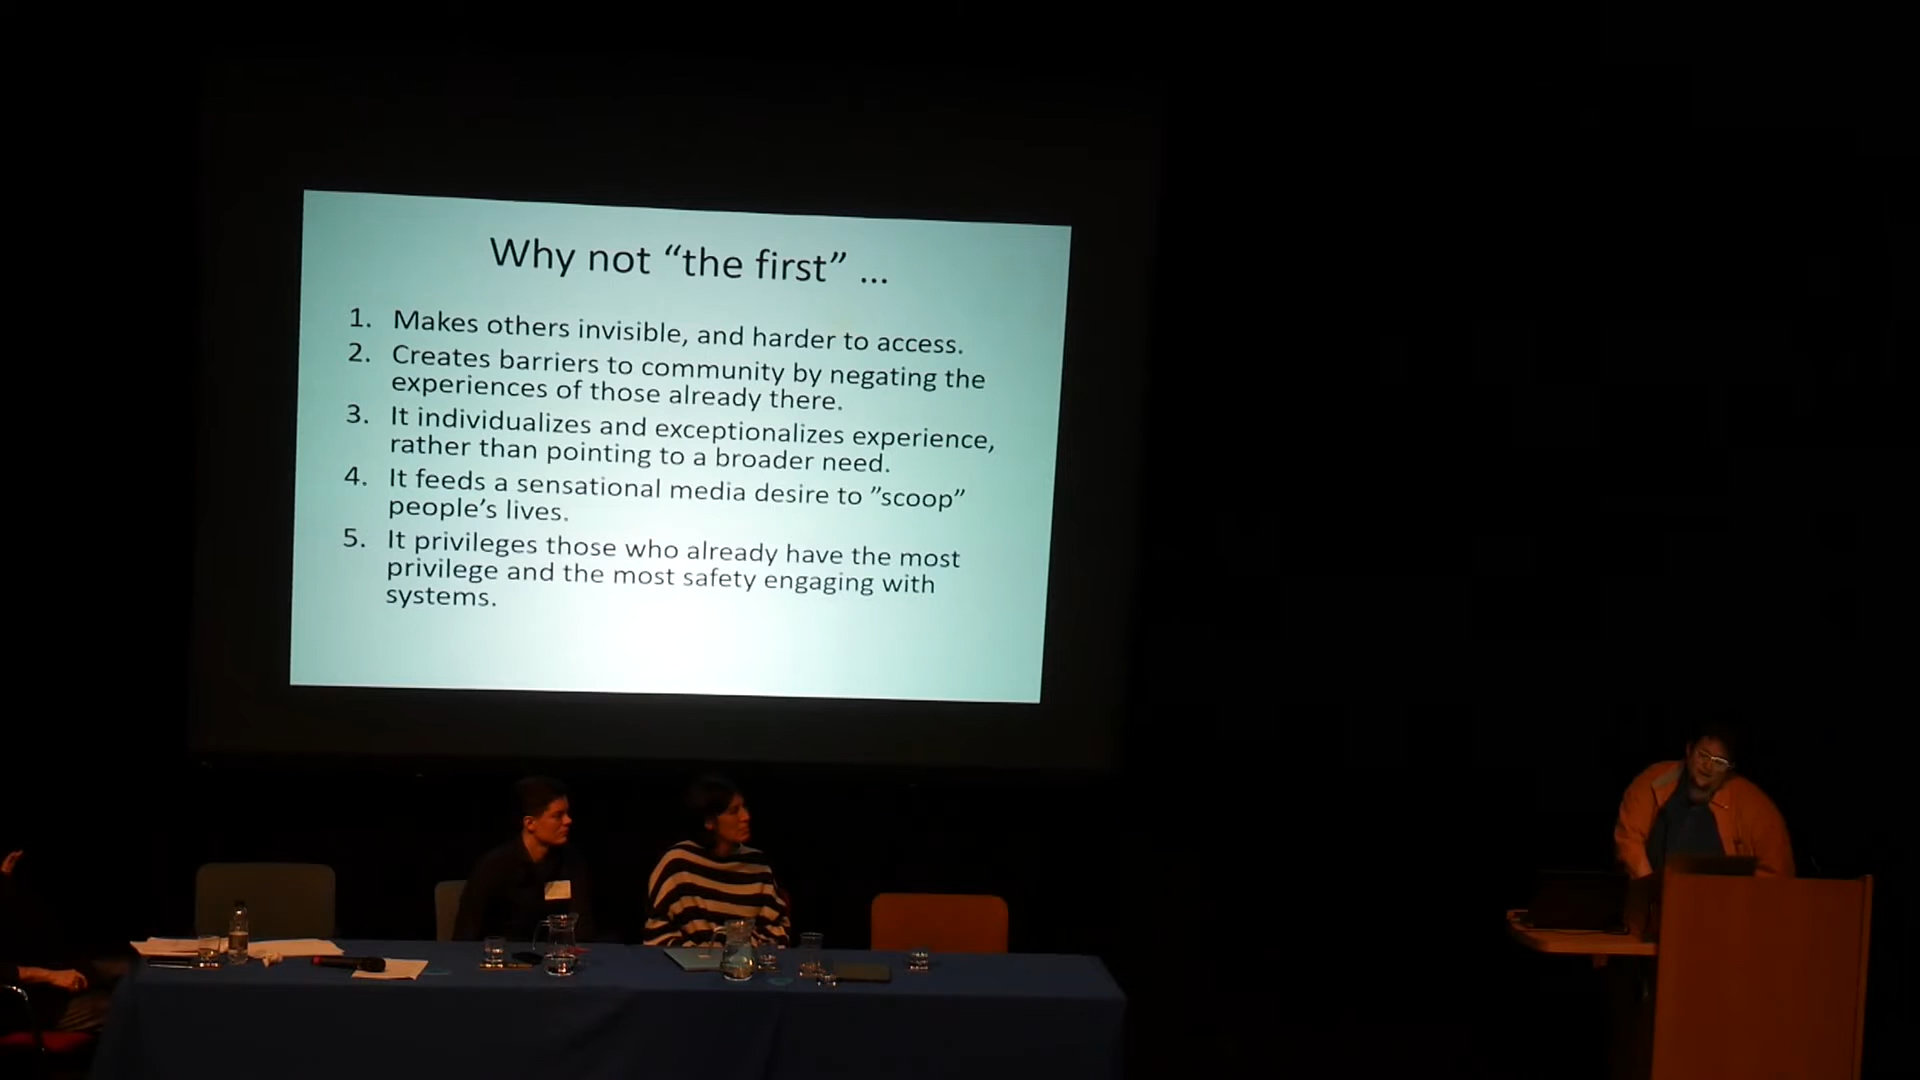 Why not “the first” ...
1. Makes others invisible, and harder to access.
2. Creates barriers to community by negating the
experiences of those already there.
3. It individualizes and exceptionalizes experience,
rather than pointing to a broader need.
4. It feeds a sensational media desire to ”scoop”
people’s lives.
5. It privileges those who already have the most
privilege and the most safety engaging with
systems.